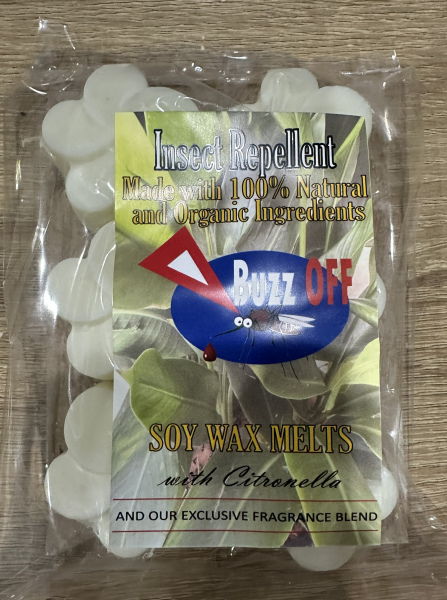 Insect Repellent
Made with 100% Natural
and Organic Ingredients
Buzz OFF
SOY WAX MELTS
with Citronella
AND OUR EXCLUSIVE FRAGRANCE BLEND